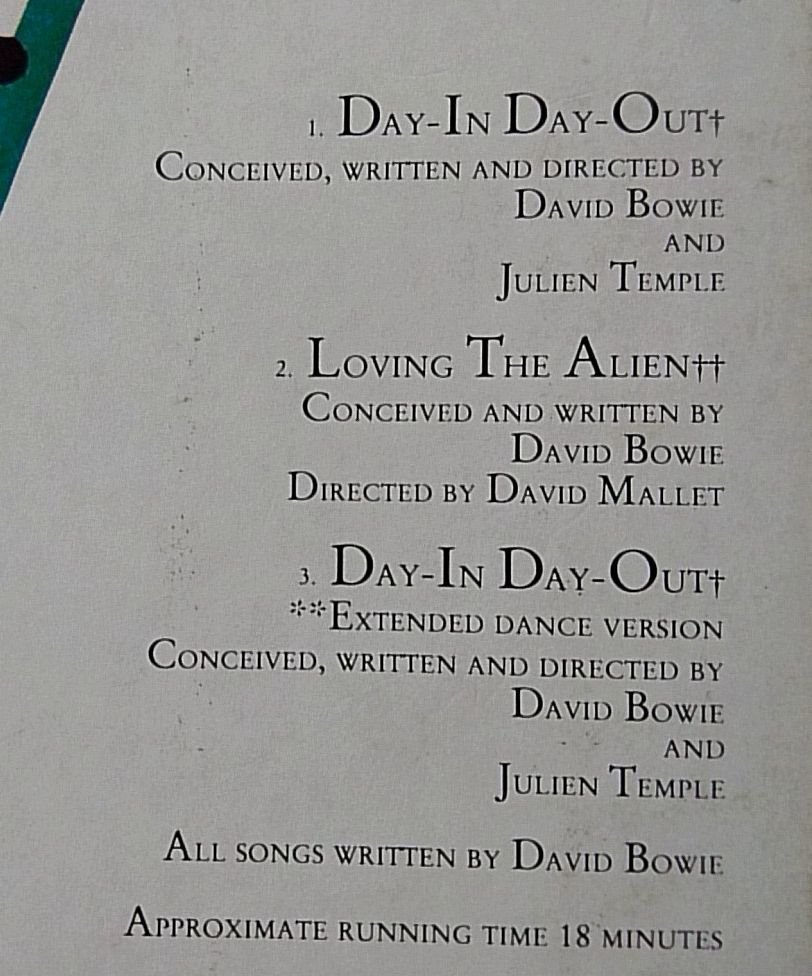 1. Day-In Day-Out†
Conceived, written and directed by
David Bowie
and
Julien Temple
2. Loving The Alien††
Conceived and written by
David Bowie
Directed by David Mallet
3. Day-In Day-Out†
**Extended dance version
Conceived, written and directed by
David Bowie
and
Julien Temple
All songs written by David Bowie
Approximate running time 18 minutes